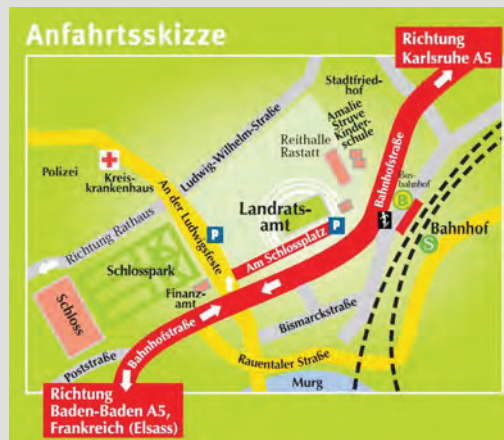 Anfahrtsskizze
Richtung
Karlsruhe A5
Stadtfried-
hof
Amalie
Struve
Kinder-
schule
Reithalle
Rastatt
Ludwig-Wilhelm-Straße
Polizei
Kreis-
krankenhaus
An der Ludwigsfeste
Bahnhofstraße
Bus-
bahnhof
B
Landrats-
amt
P
P
Am Schlossplatz
Bahnhof
S
Richtung Rathaus
Schlosspark
Schloss
Finanz-
amt
Bismarckstraße
Bahnhofstraße
Poststraße
Rauentaler Straße
Murg
Richtung
Baden-Baden A5,
Frankreich (Elsass)